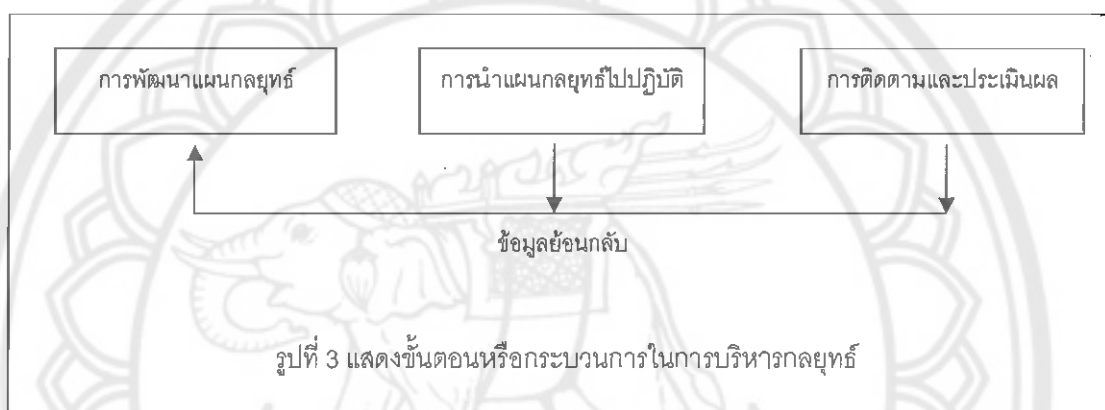 การพัฒนาแผนกลยุทธ์
การนำแผนกลยุทธ์ไปปฏิบัติ
การติดตามและประเมินผล
ข้อมูลย้อนกลับ
รูปที่ 3 แสดงขั้นตอนหรือกระบวนการในการบริหารกลยุทธ์